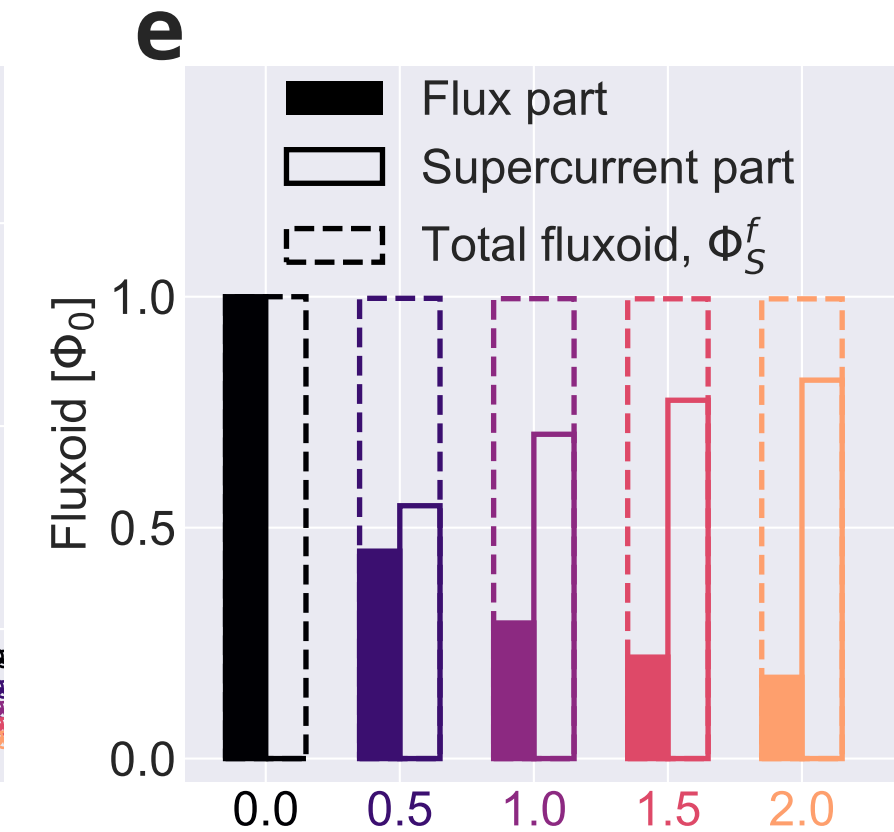 e
Flux part
Supercurrent part
Total fluxoid, Φ_S^f
Fluxoid [Φ₀]
1.0
0.5
0.0
0.0 0.5 1.0 1.5 2.0